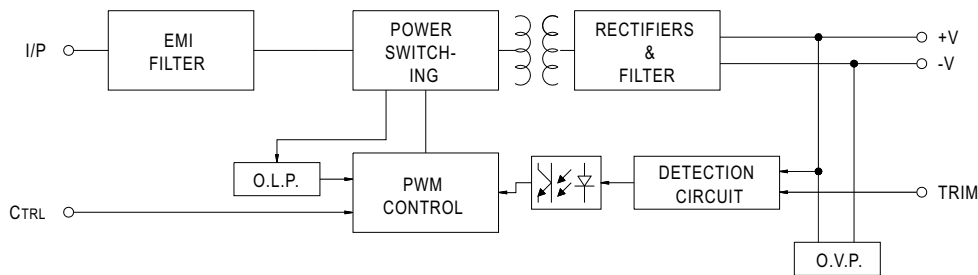 I/P
EMI
FILTER
POWER
SWITCH-
ING
RECTIFIERS
&
FILTER
+V
-V
O.L.P.
PWM
CONTROL
DETECTION
CIRCUIT
TRIM
CTRL
O.V.P.